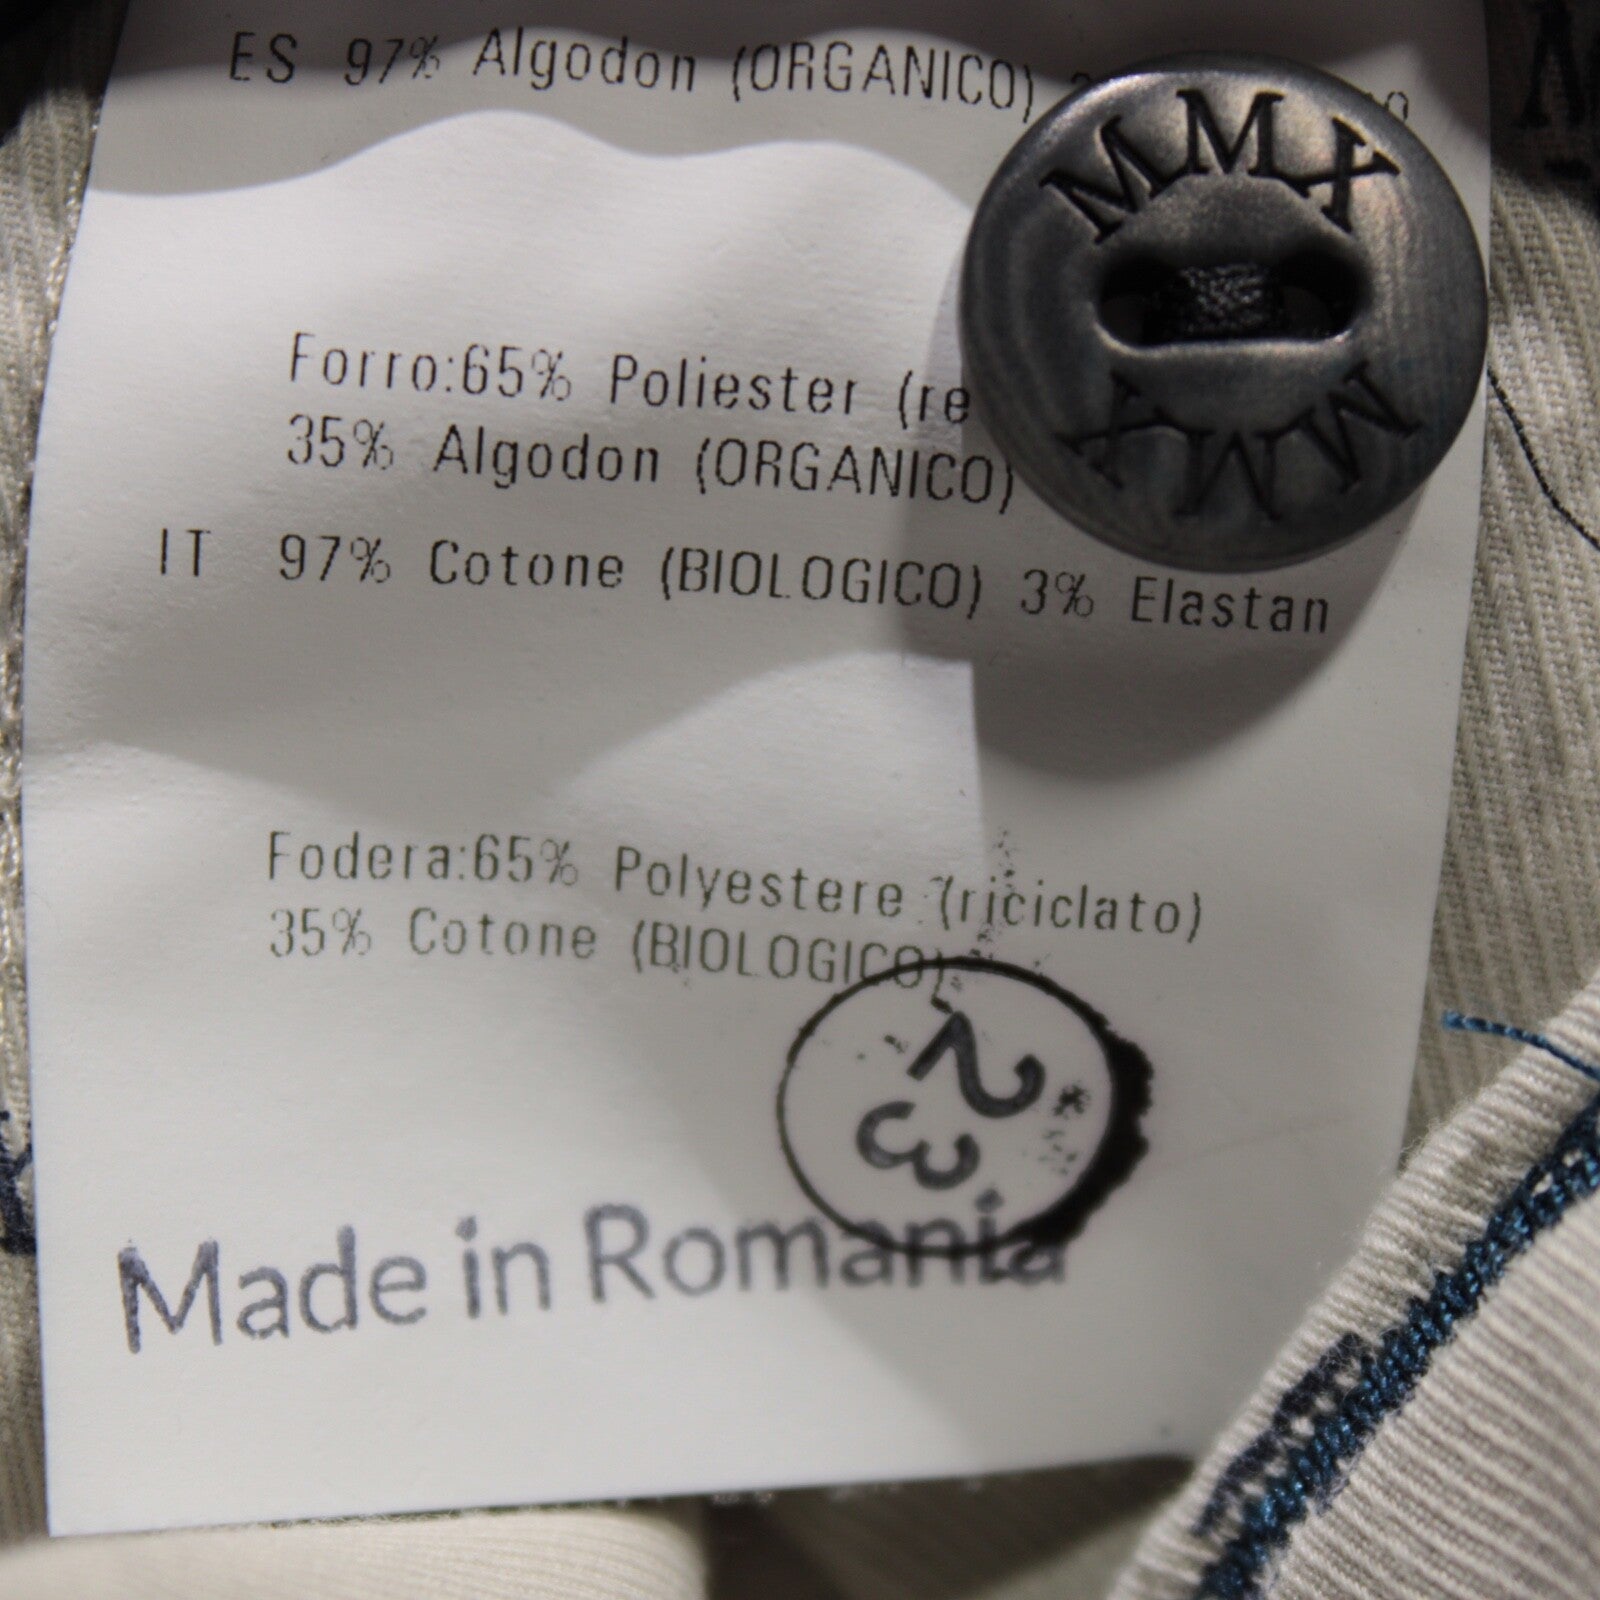 ES 97% Algodon (ORGANICO)
MMX
MMX
Forro:65% Poliester (re
35% Algodon (ORGANICO)
IT 97% Cotone (BIOLOGICO) 3% Elastan
Fodera:65% Polyestere (riciclato)
35% Cotone (BIOLOGICO)
23
Made in Romania